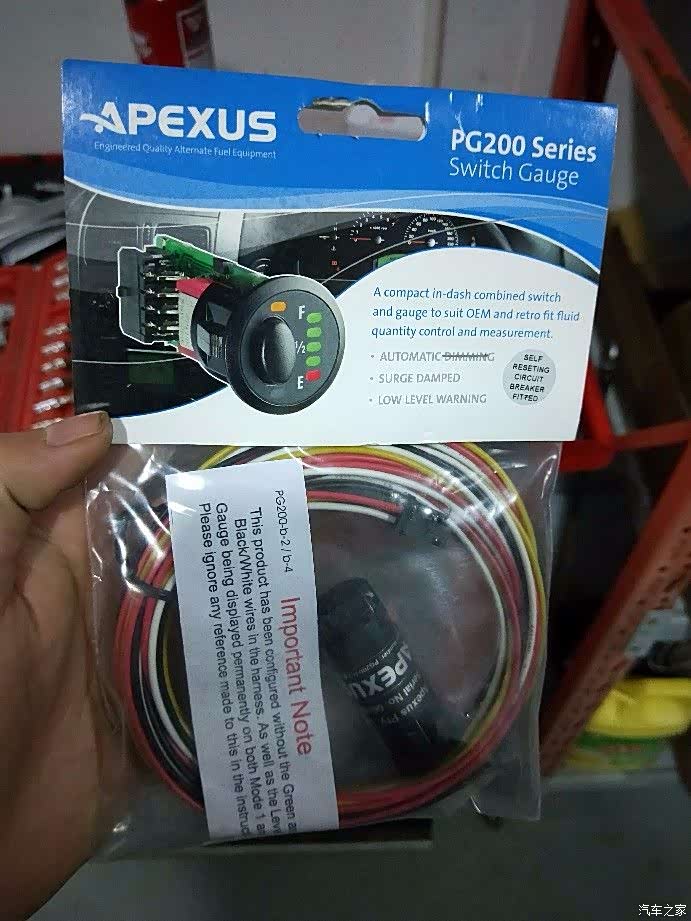 APEXUS
Engineered Quality Alternate Fuel Equipment
PG200 Series
Switch Gauge
F
1/2
E
A compact in-dash combined switch
and gauge to suit OEM and retro fit fluid
quantity control and measurement.
• AUTOMATIC DIMMING
• SURGE DAMPED
• LOW LEVEL WARNING
SELF
RESETING
CIRCUIT
BREAKER
FITTED
PG200-b-2 / b-4
Important Note
This product has been configured without the Green
Black/White wires in the harness. As well as the
Gauge being displayed permanently on both Mode 1
Please ignore any reference made to this in the
APEXUS
Apexus
Serial No
汽车之家